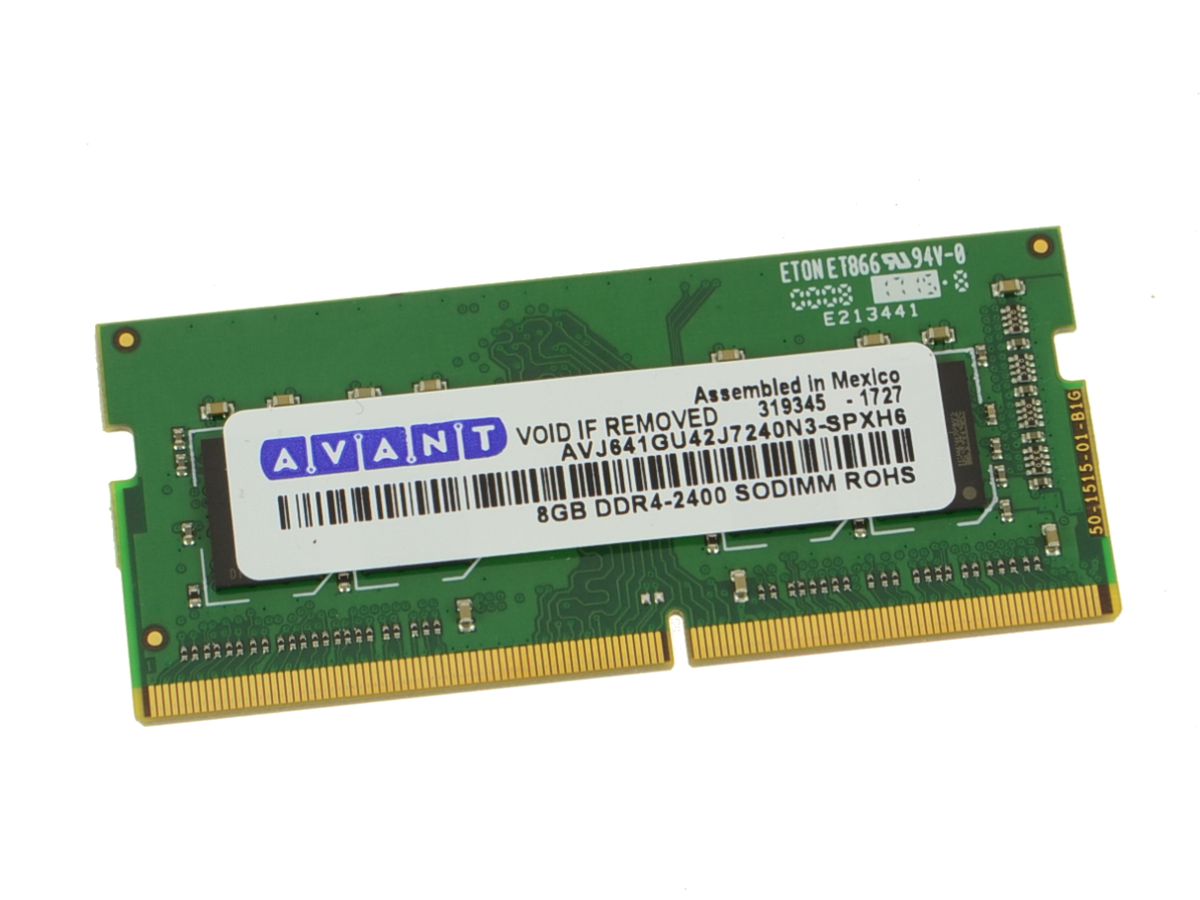 ETON ET866 94V-0
E213441
Assembled in Mexico
319345 - 1727
AVANT VOID IF REMOVED
AVJ641GU42J7240N3-SPXH6
8GB DDR4-2400 SODIMM ROHS
50-1515-01-B1G